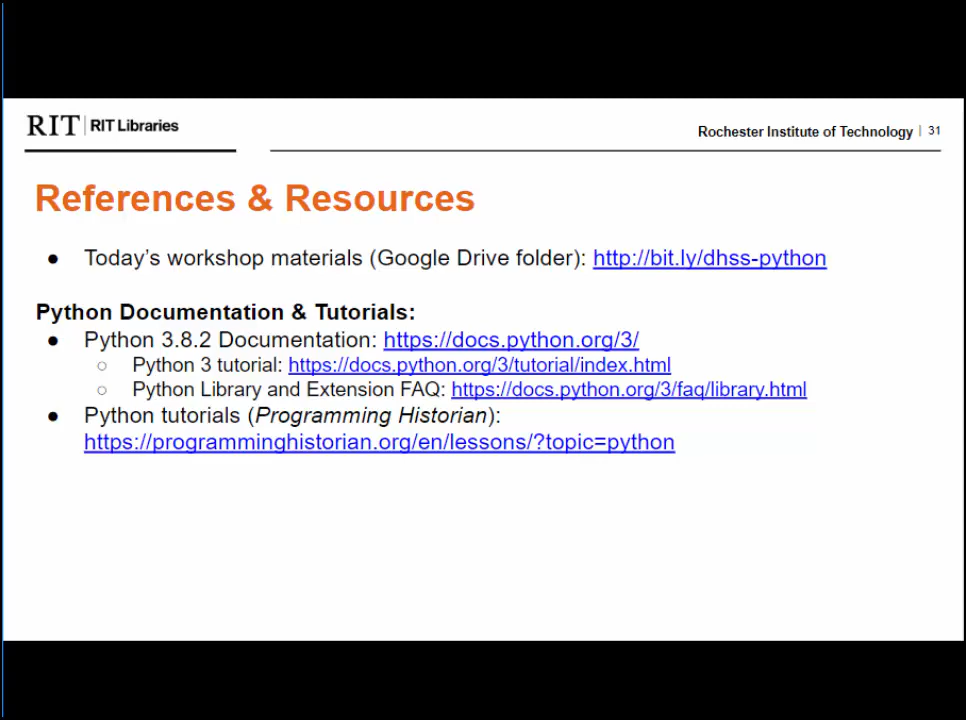 RIT | RIT Libraries
Rochester Institute of Technology | 31
References & Resources
● Today’s workshop materials (Google Drive folder): http://bit.ly/dhss-python
Python Documentation & Tutorials:
● Python 3.8.2 Documentation: https://docs.python.org/3/
○ Python 3 tutorial: https://docs.python.org/3/tutorial/index.html
○ Python Library and Extension FAQ: https://docs.python.org/3/faq/library.html
● Python tutorials (Programming Historian):
https://programminghistorian.org/en/lessons/?topic=python